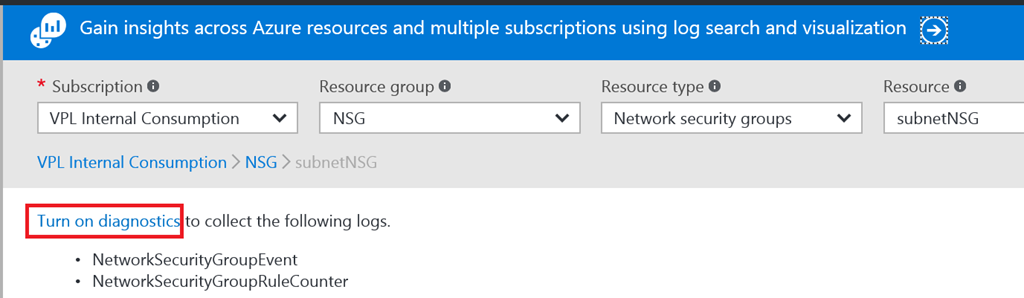 Gain insights across Azure resources and multiple subscriptions using log search and visualization
* Subscription Resource group Resource type Resource
VPL Internal Consumption NSG Network security groups subnetNSG
VPL Internal Consumption > NSG > subnetNSG
Turn on diagnostics to collect the following logs.
• NetworkSecurityGroupEvent
• NetworkSecurityGroupRuleCounter